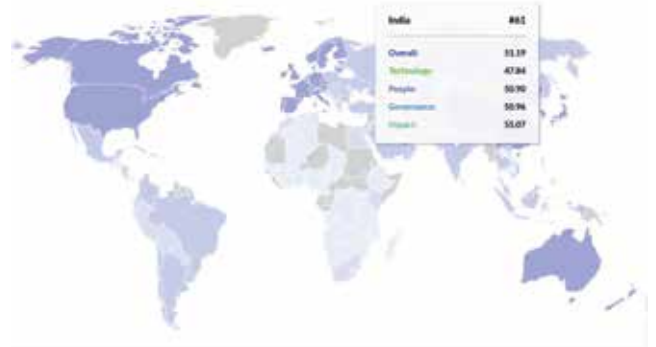 India #61
Overall 51.19
Technology 47.84
People 50.90
Governance 50.96
Impact 55.07